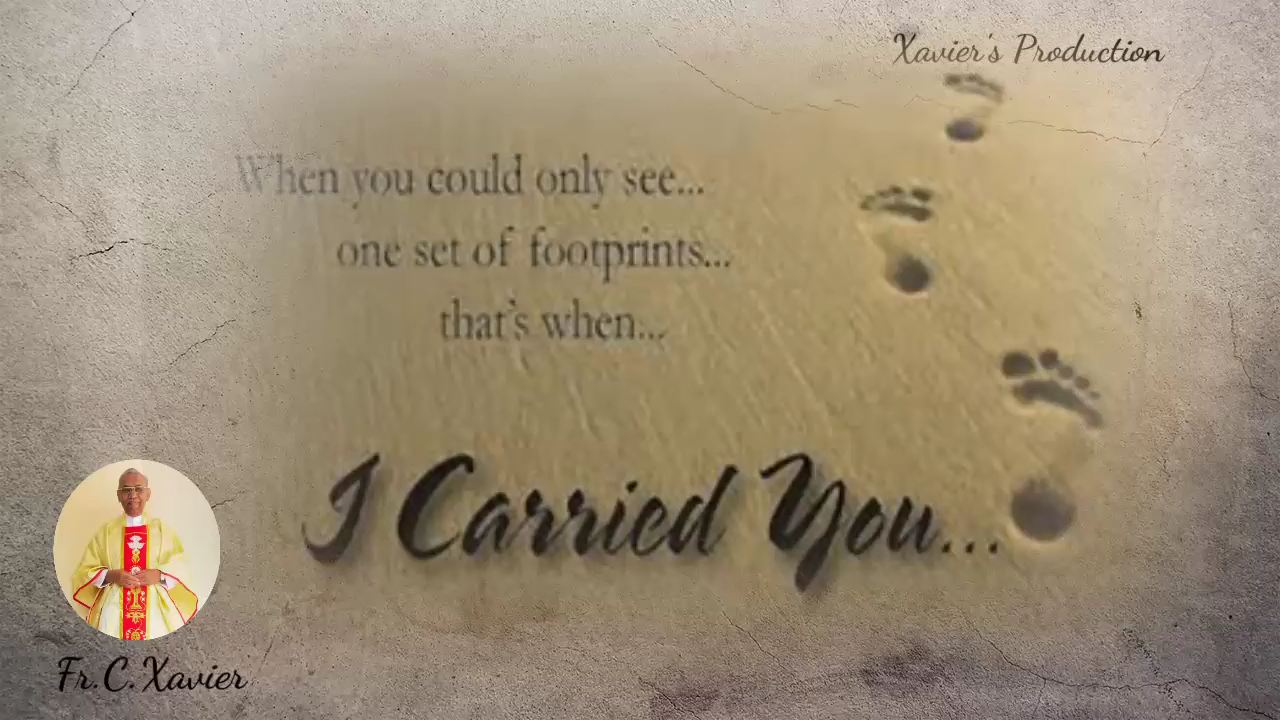 Xavier's Production
When you could only see...
one set of footprints...
that's when...
I Carried You...
Fr.C.Xavier